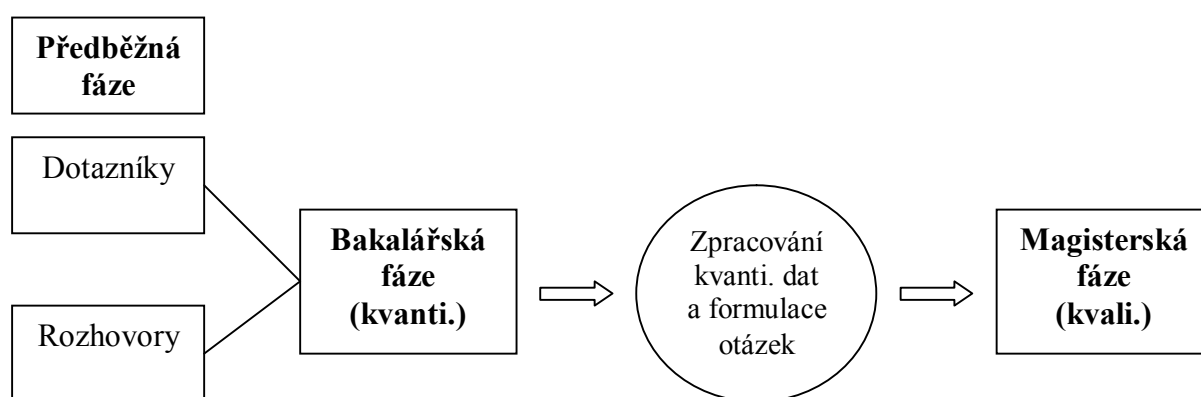 Předběžná
fáze
Dotazníky
Rozhovory
Bakalářská
fáze
(kvanti.)
Zpracování
kvanti. dat
a formulace
otázek
Magisterská
fáze
(kvali.)